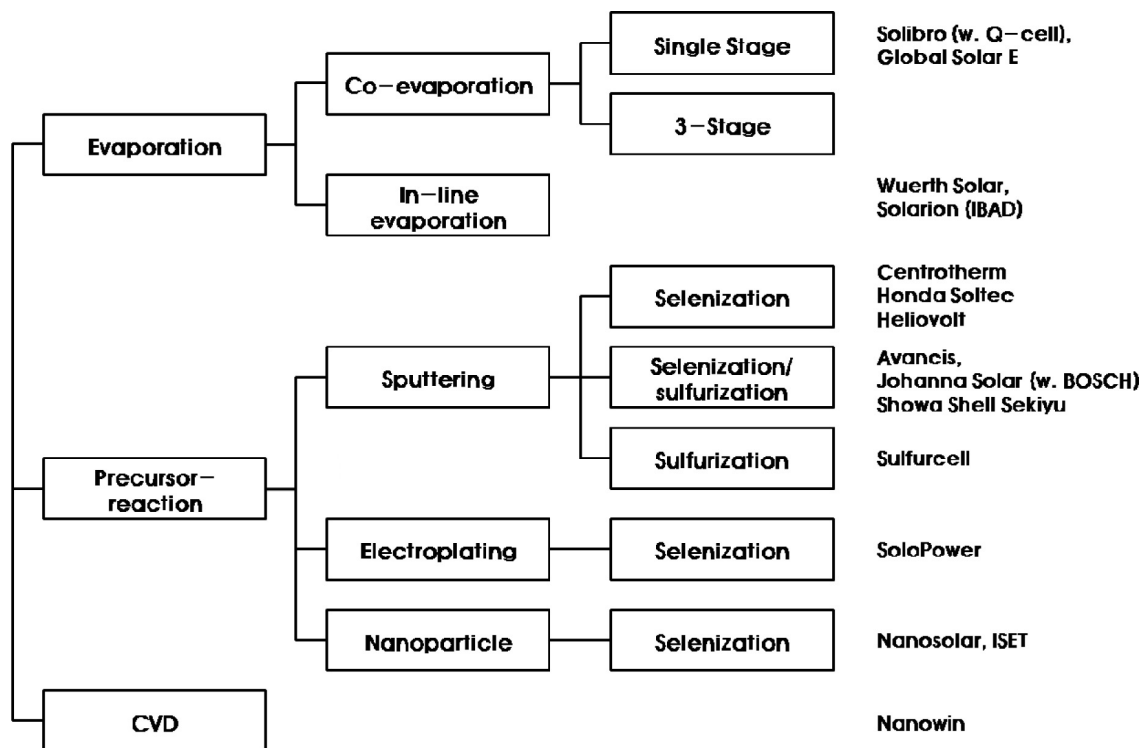 Single Stage
Solibro (w. Q-cell),
Global Solar E
Co-evaporation
3-Stage
Evaporation
In-line
evaporation
Wuerth Solar,
Solarion (IBAD)
Selenization
Centrotherm
Honda Soltec
Heliovolt
Sputtering
Selenization/
sulfurization
Avancis,
Johanna Solar (w. BOSCH)
Showa Shell Sekiyu
Sulfurization
Sulfurcell
Precursor-
reaction
Electroplating
Selenization
SoloPower
Nanoparticle
Selenization
Nanosolar, ISET
CVD
Nanowin